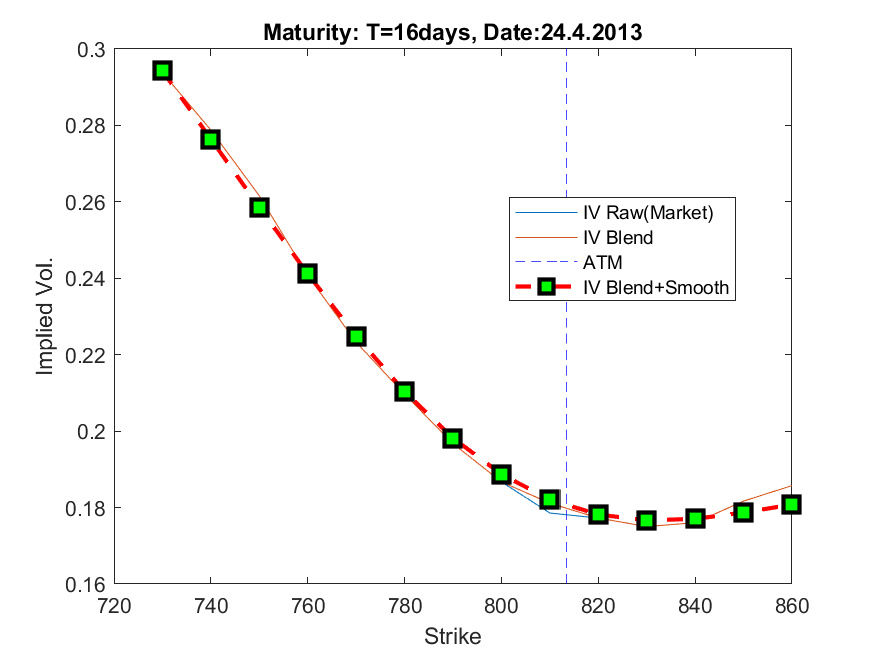 Maturity: T=16days, Date:24.4.2013
0.3
0.28
0.26
0.24
0.22
0.2
0.18
0.16
Implied Vol.
IV Raw(Market)
IV Blend
ATM
IV Blend+Smooth
720 740 760 780 800 820 840 860
Strike